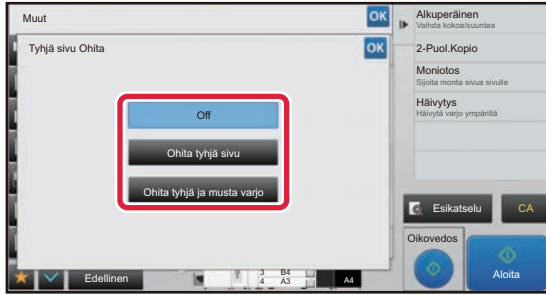 Muut
OK
Tyhjä sivu Ohita
OK
Off
Ohita tyhjä sivu
Ohita tyhjä ja musta varjo
Edellinen
3 B4
4 A3
A4
Alkuperäinen
Vaihda kokoa/suuntaa
2-Puol.Kopio
Moniotos
Sijoita monta sivua sivulle
Häivytys
Häivytä varjo ympäriltä
Esikatselu
CA
Oikovedos
Aloita